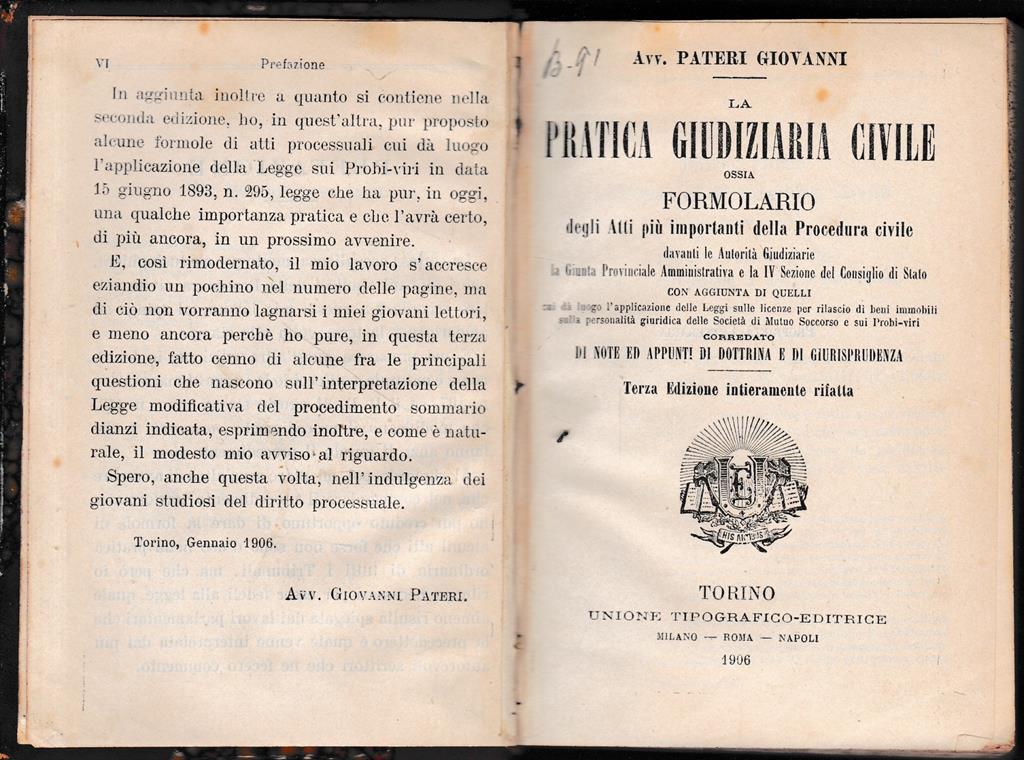 VI
Prefazione
In aggiunta inoltre a quanto si contiene nella
seconda edizione, ho, in quest'altra, pur proposto
alcune formole di atti processuali cui dà luogo
l'applicazione della Legge sui Probi-viri in data
15 giugno 1893, n. 295, legge che ha pur, in oggi,
una qualche importanza pratica e che l'avrà certo,
di più ancora, in un prossimo avvenire.
E, così rimodernato, il mio lavoro s'accresce
eziandio un pochino nel numero delle pagine, ma
di ciò non vorranno lagnarsi i miei giovani lettori,
e meno ancora perchè ho pure, in questa terza
edizione, fatto cenno di alcune fra le principali
questioni che nascono sull'interpretazione della
Legge modificativa del procedimento sommario
dianzi indicata, esprimendo inoltre, e come è natu-
rale, il modesto mio avviso al riguardo.
Spero, anche questa volta, nell'indulgenza dei
giovani studiosi del diritto processuale.
Torino, Gennaio 1906.
Avv. Giovanni Pateri.
B-91
Avv. PATERI GIOVANNI
LA
PRATICA GIUDIZIARIA CIVILE
OSSIA
FORMOLARIO
degli Atti più importanti della Procedura civile
davanti le Autorità Giudiziarie
la Giunta Provinciale Amministrativa e la IV Sezione del Consiglio di Stato
CON AGGIUNTA DI QUELLI
cui dà luogo l'applicazione delle Leggi sulle licenze per rilascio di beni immobili
sulla personalità giuridica delle Società di Mutuo Soccorso e sui Probi-viri
CORREDATO
DI NOTE ED APPUNTI DI DOTTRINA E DI GIURISPRUDENZA
Terza Edizione intieramente rifatta
HIS
TORINO
UNIONE TIPOGRAFICO-EDITRICE
MILANO — ROMA — NAPOLI
1906